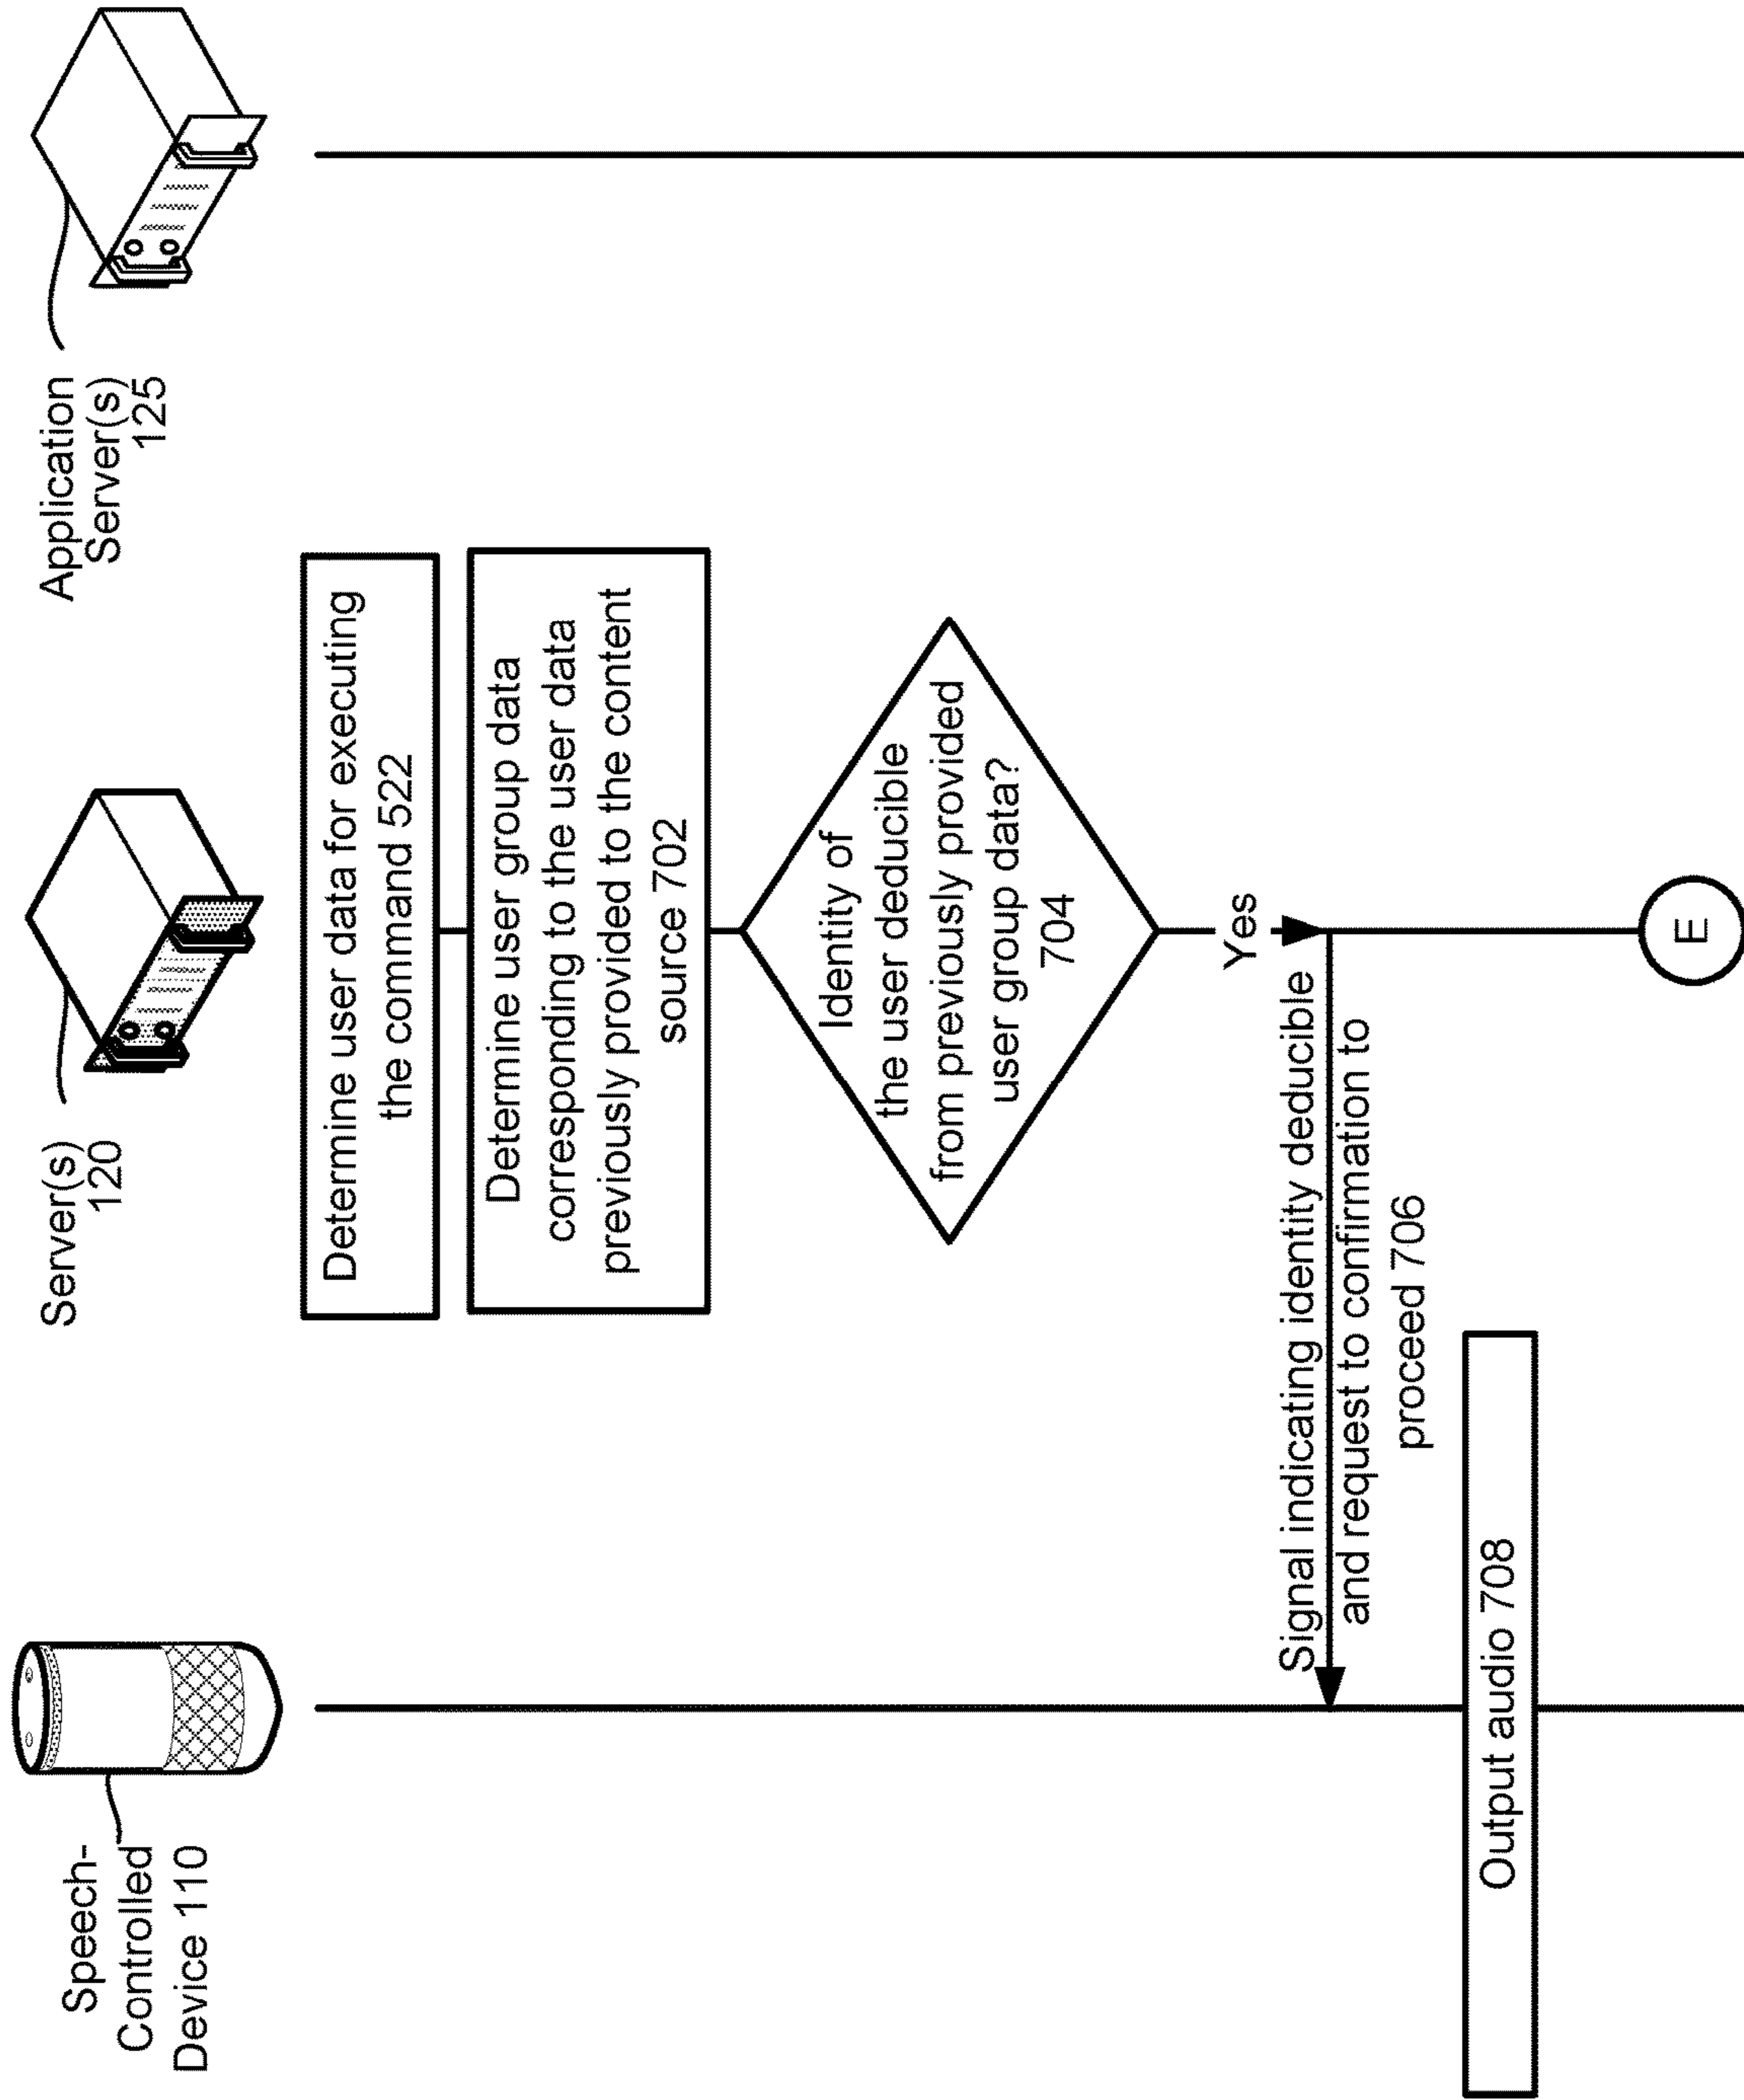 Speech-
Controlled
Device 110
Server(s)
120
Application
Server(s)
125
Determine user data for executing
the command 522
Determine user group data
corresponding to the user data
previously provided to the content
source 702
Identity of
the user deducible
from previously provided
user group data?
704
Yes
Signal indicating identity deducible
and request to confirmation to
proceed 706
Output audio 708
E